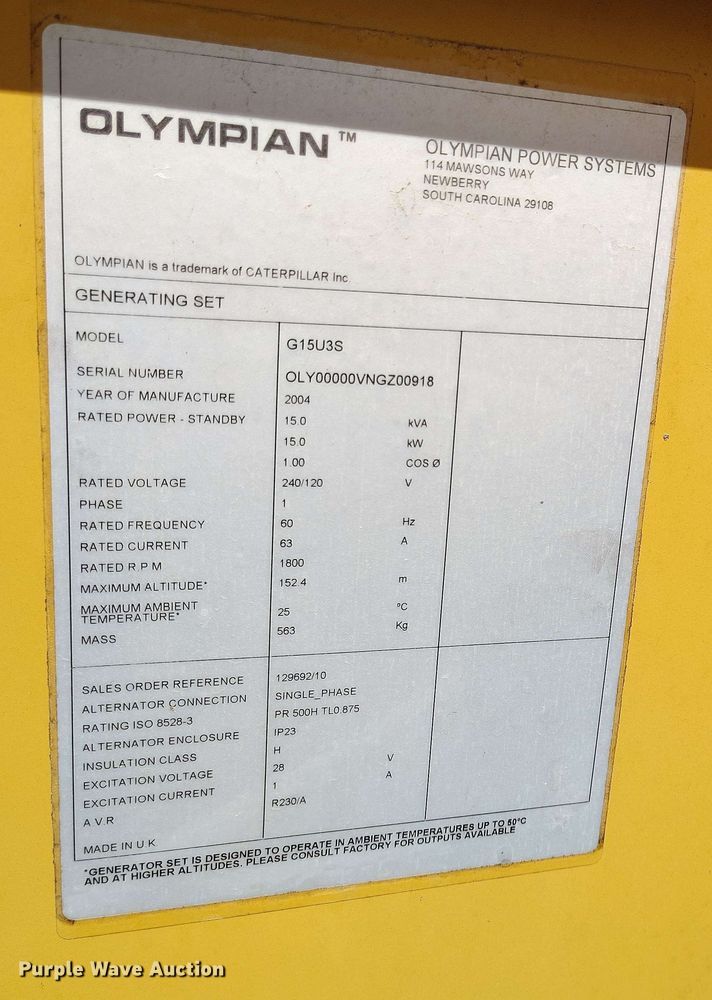 OLYMPIAN ™
OLYMPIAN POWER SYSTEMS
114 MAWSONS WAY
NEWBERRY
SOUTH CAROLINA 29108
OLYMPIAN is a trademark of CATERPILLAR Inc
GENERATING SET
MODEL G15U3S
SERIAL NUMBER OLY00000VNGZ00918
YEAR OF MANUFACTURE 2004
RATED POWER - STANDBY 15.0 kVA
15.0 kW
1.00 COS Ø
RATED VOLTAGE 240/120 V
PHASE 1
RATED FREQUENCY 60 Hz
RATED CURRENT 63 A
RATED R P M 1800
MAXIMUM ALTITUDE* 152.4 m
MAXIMUM AMBIENT
TEMPERATURE* 25 ºC
MASS 563 Kg
SALES ORDER REFERENCE 129692/10
ALTERNATOR CONNECTION SINGLE_PHASE
RATING ISO 8528-3 PR 500H TL0.875
ALTERNATOR ENCLOSURE IP23
INSULATION CLASS H
EXCITATION VOLTAGE 28 V
EXCITATION CURRENT 1 A
A V R R230/A
MADE IN U K
*GENERATOR SET IS DESIGNED TO OPERATE IN AMBIENT TEMPERATURES UP TO 50ºC
AND AT HIGHER ALTITUDES. PLEASE CONSULT FACTORY FOR OUTPUTS AVAILABLE
Purple Wave Auction